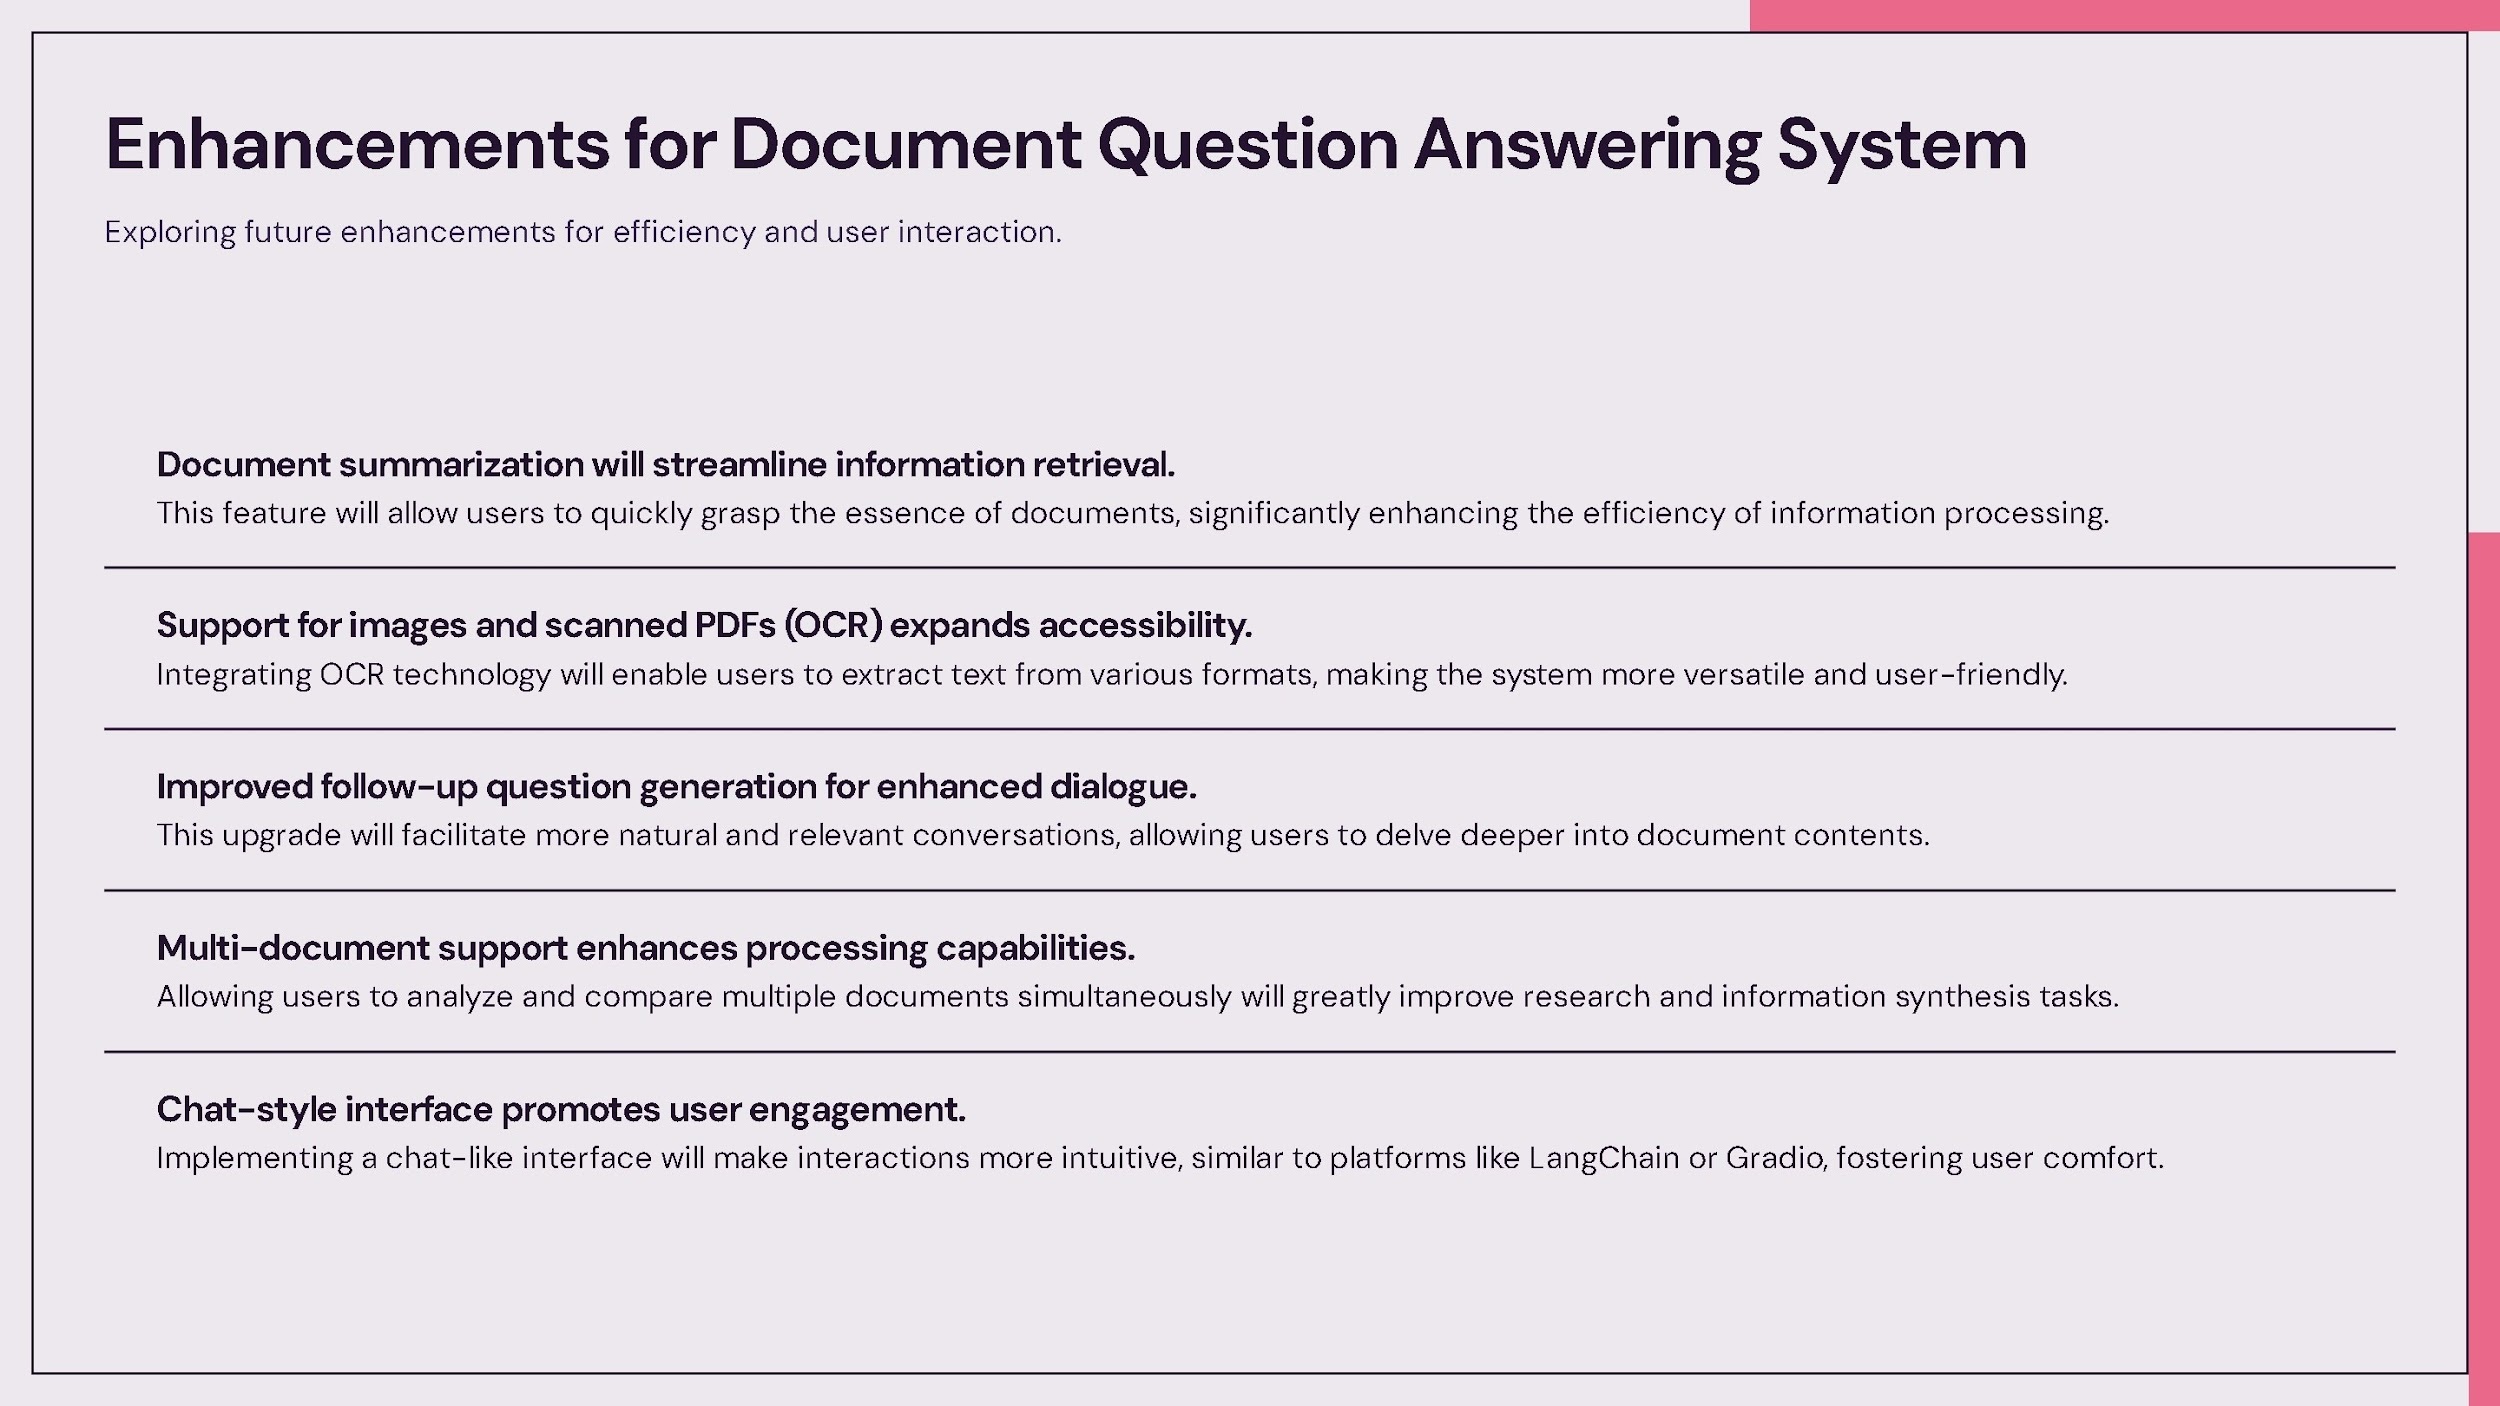 Enhancements for Document Question Answering System
Exploring future enhancements for efficiency and user interaction.
Document summarization will streamline information retrieval.
This feature will allow users to quickly grasp the essence of documents, significantly enhancing the efficiency of information processing.
Support for images and scanned PDFs (OCR) expands accessibility.
Integrating OCR technology will enable users to extract text from various formats, making the system more versatile and user-friendly.
Improved follow-up question generation for enhanced dialogue.
This upgrade will facilitate more natural and relevant conversations, allowing users to delve deeper into document contents.
Multi-document support enhances processing capabilities.
Allowing users to analyze and compare multiple documents simultaneously will greatly improve research and information synthesis tasks.
Chat-style interface promotes user engagement.
Implementing a chat-like interface will make interactions more intuitive, similar to platforms like LangChain or Gradio, fostering user comfort.